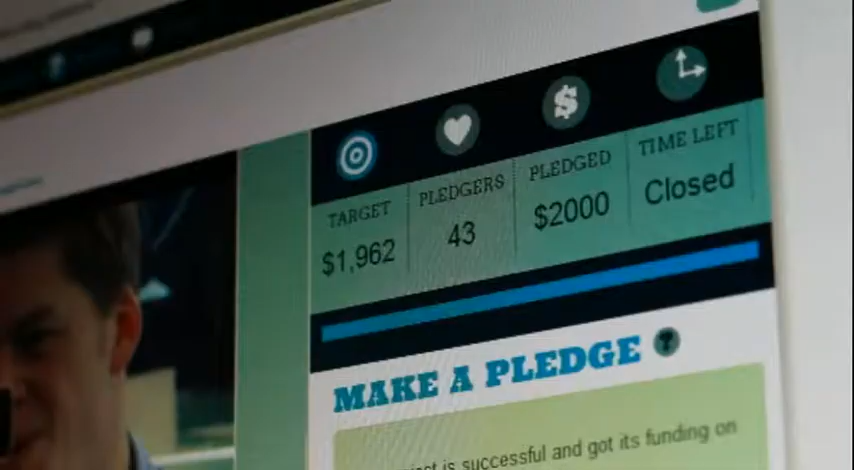 TARGET
$1,962
PLEDGERS
43
PLEDGED
$2000
TIME LEFT
Closed
MAKE A PLEDGE ?
is successful and got its funding on